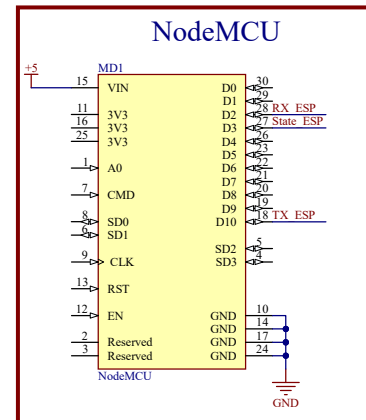 NodeMCU
+5
MD1
15 VIN D0 30
D1 29
11 3V3 D2 28 RX_ESP
16 3V3 D3 27 State_ESP
25 3V3 D4 26
D5 23
1 A0 D6 22
D7 21
7 CMD D8 20
D9 19
8 SD0 D10 18 TX_ESP
6 SD1
SD2 5
9 CLK SD3 4
13 RST
12 EN GND 10
GND 14
2 Reserved GND 17
3 Reserved GND 24
NodeMCU
GND